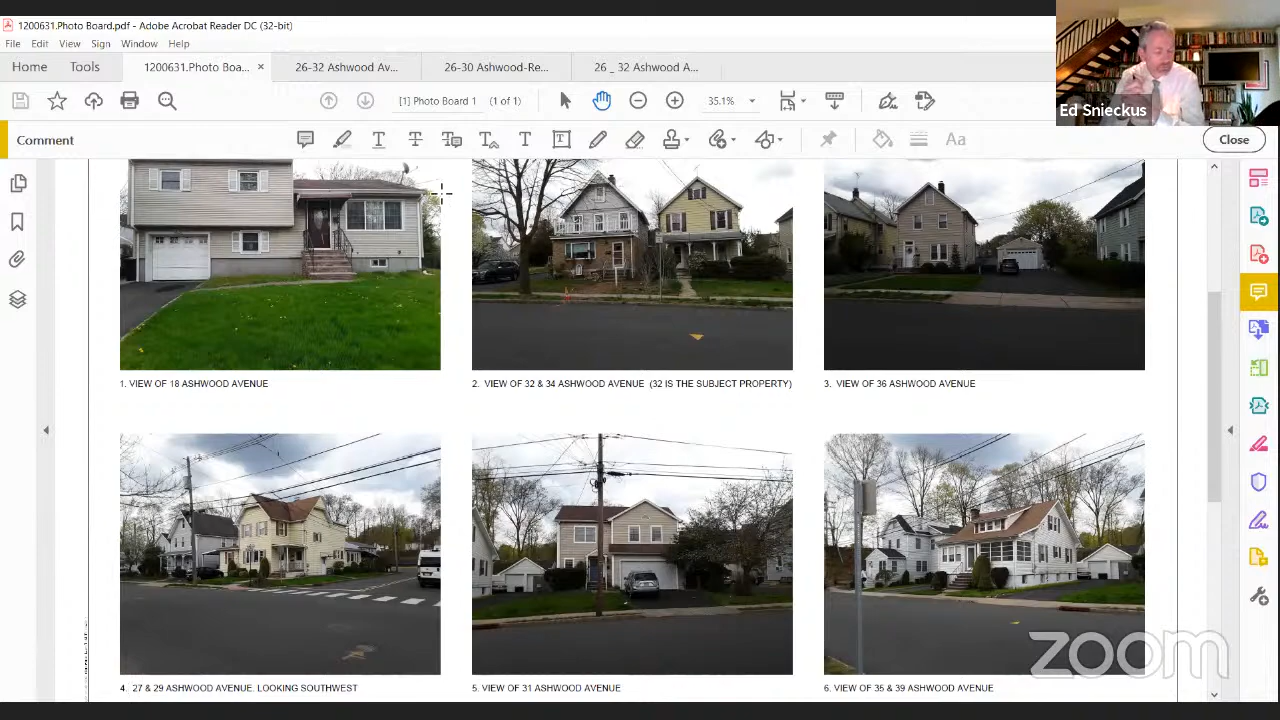 1200631.Photo Board.pdf - Adobe Acrobat Reader DC (32-bit)
File Edit View Sign Window Help
Home Tools 1200631.Photo Boa... × 26-32 Ashwood Av... 26-3 od-Re... 26 _ 32 Ashwood A...
[1] Photo Board 1 (1 of 1) 35.1%
Ed Snieckus
Comment Aa Close
1. VIEW OF 18 ASHWOOD AVENUE
2. VIEW OF 32 & 34 ASHWOOD AVENUE (32 IS THE SUBJECT PROPERTY)
3. VIEW OF 36 ASHWOOD AVENUE
4. 27 & 29 ASHWOOD AVENUE. LOOKING SOUTHWEST
5. VIEW OF 31 ASHWOOD AVENUE
6. VIEW OF 35 & 39 ASHWOOD AVENUE
zoom